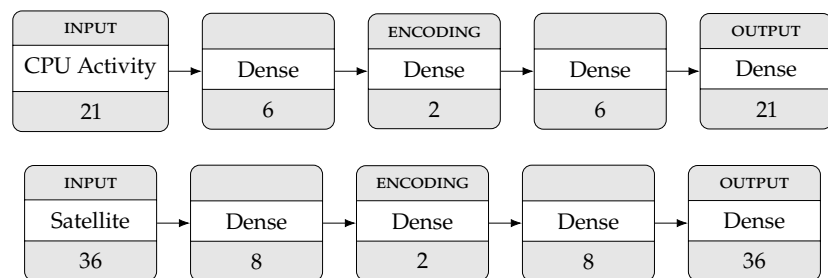 INPUT ENCODING OUTPUT
CPU Activity Dense Dense Dense Dense
21 6 2 6 21
INPUT ENCODING OUTPUT
Satellite Dense Dense Dense Dense
36 8 2 8 36